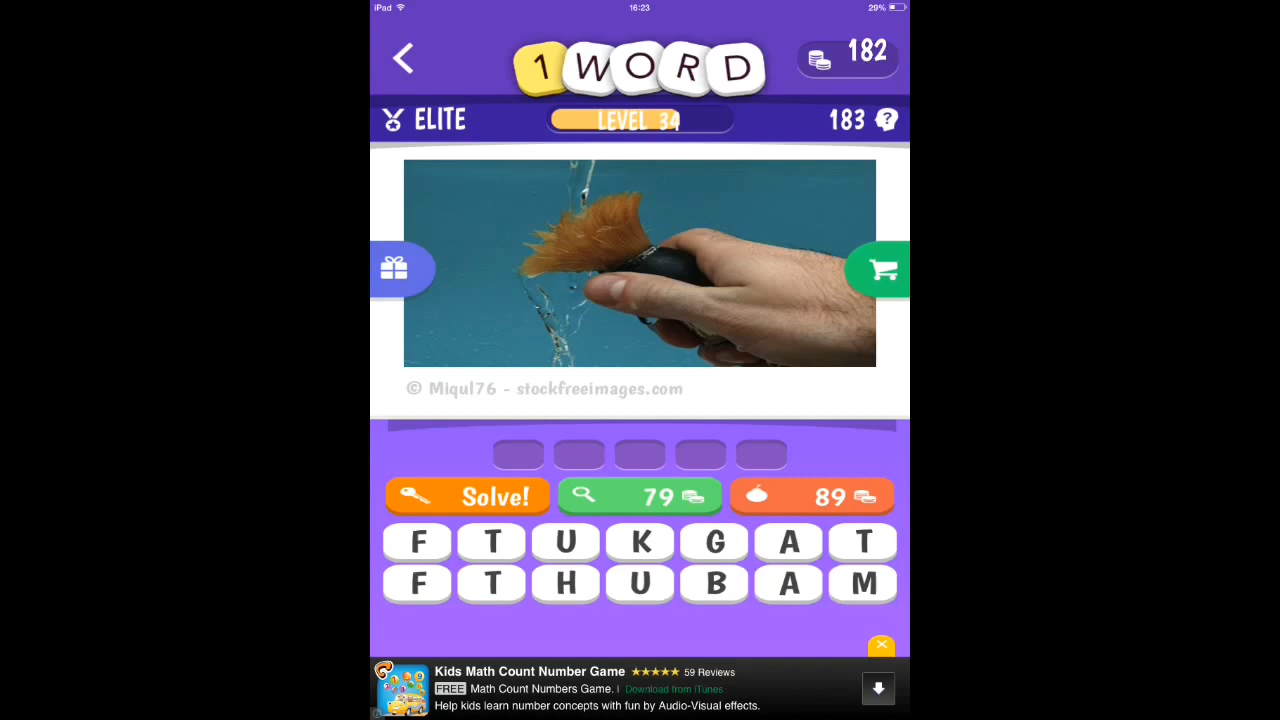 iPad 16:23 29%
1 WORD 182
ELITE LEVEL 34 183 ?
© Miqul76 - stockfreeimages.com
Solve! 79 89
F T U K G A T
F T H U B A M
Kids Math Count Number Game 59 Reviews
FREE Math Count Numbers Game. i Download from iTunes
Help kids learn number concepts with fun by Audio-Visual effects.